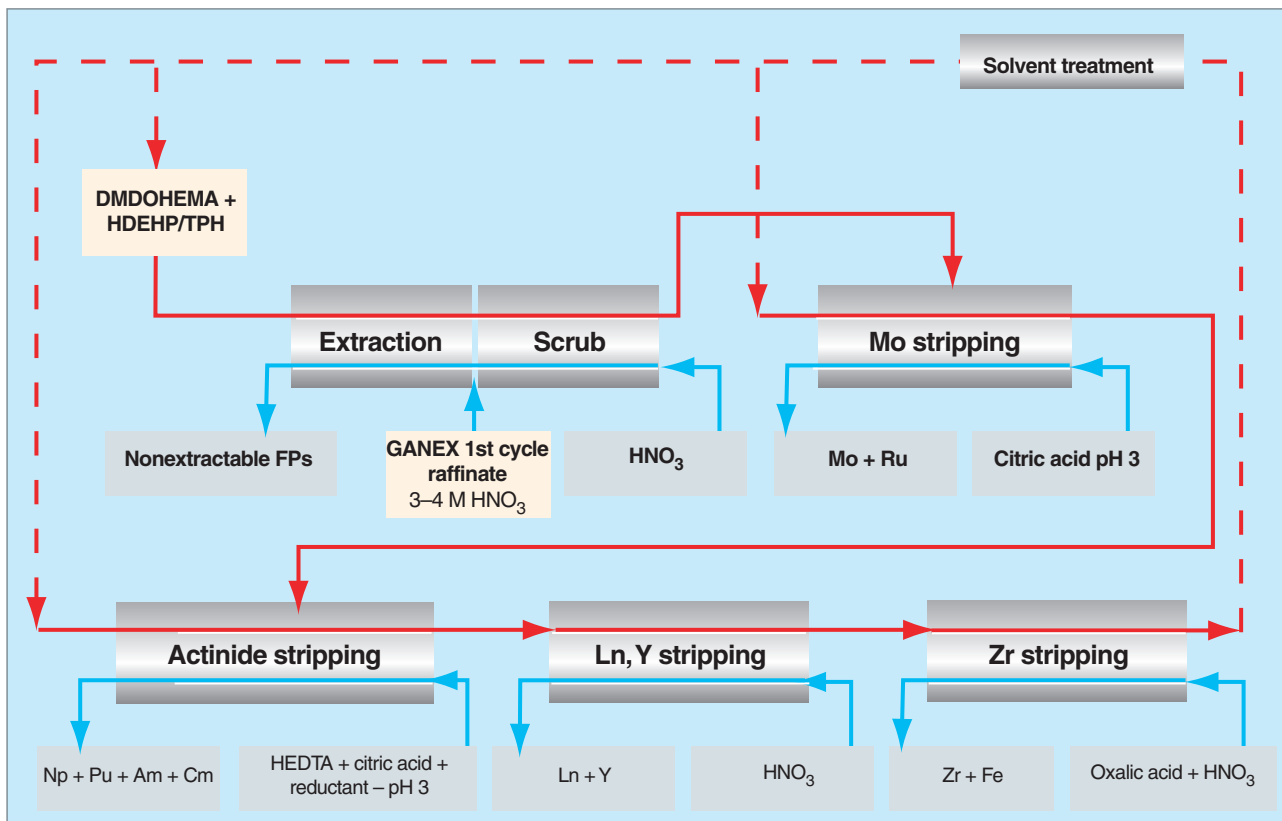 Solvent treatment
DMDOHEMA +
HDEHP/TPH
Extraction
Scrub
Mo stripping
Nonextractable FPs
GANEX 1st cycle
raffinate
3–4 M HNO3
HNO3
Mo + Ru
Citric acid pH 3
Actinide stripping
Ln, Y stripping
Zr stripping
Np + Pu + Am + Cm
HEDTA + citric acid +
reductant – pH 3
Ln + Y
HNO3
Zr + Fe
Oxalic acid + HNO3